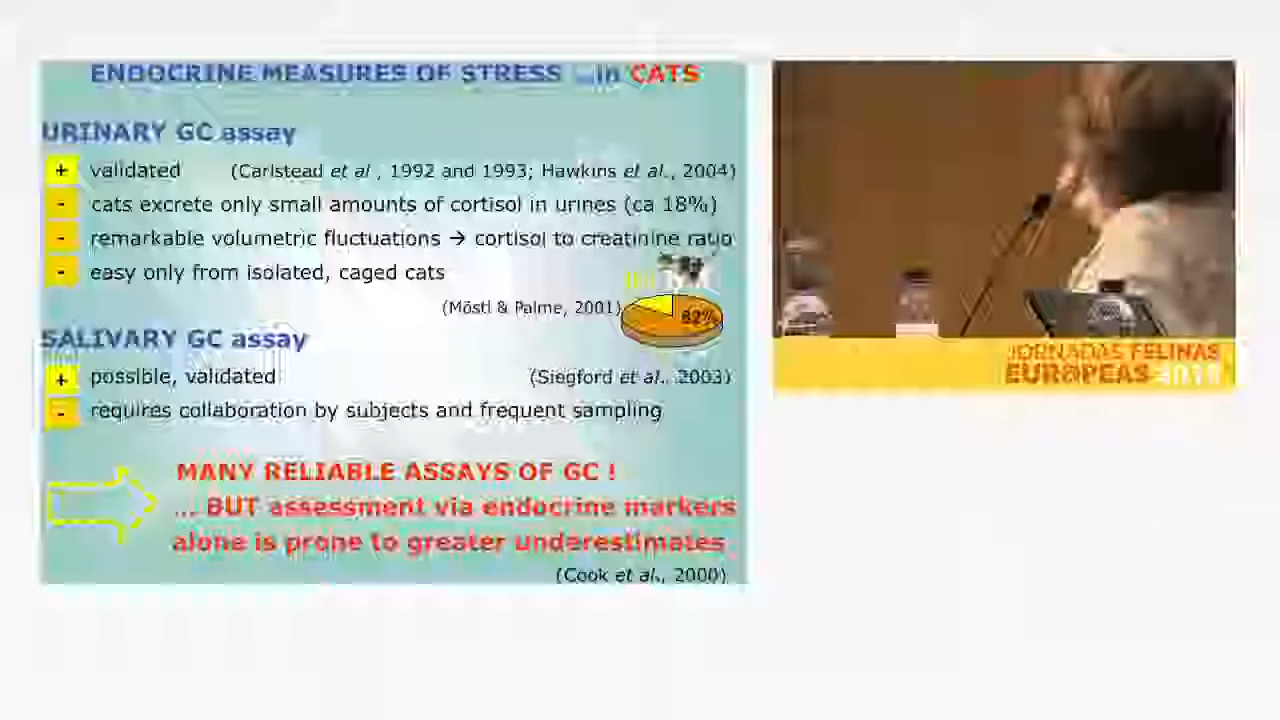 ENDOCRINE MEASURES OF STRESS ...in CATS
URINARY GC assay
+ validated (Carlstead et al., 1992 and 1993; Hawkins et al., 2004)
- cats excrete only small amounts of cortisol in urines (ca 18%)
- remarkable volumetric fluctuations → cortisol to creatinine ratio
- easy only from isolated, caged cats
(Möstl & Palme, 2001)
82%
SALIVARY GC assay
+ possible, validated (Siegford et al., 2003)
- requires collaboration by subjects and frequent sampling
MANY RELIABLE ASSAYS OF GC !
... BUT assessment via endocrine markers
alone is prone to greater underestimates
(Cook et al., 2000)
JORNADAS FELINAS
EUROPEAS